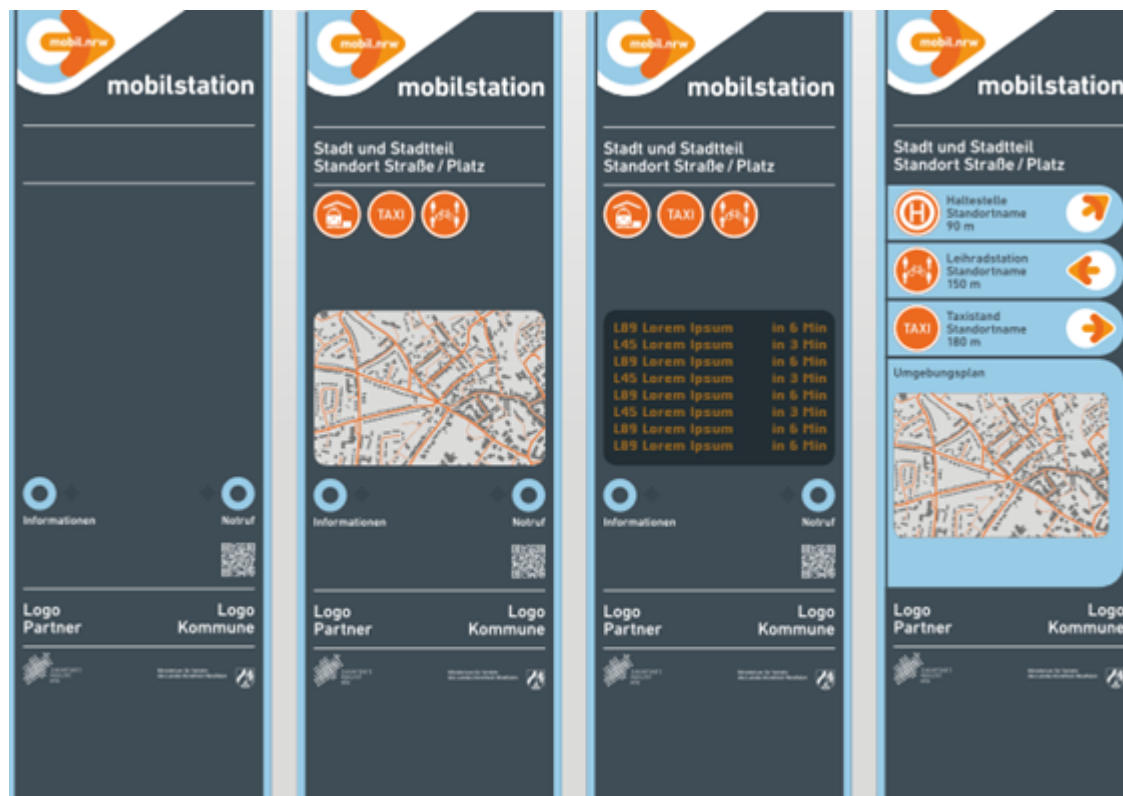 mobil.nrw
mobilstation
Informationen
Notruf
Logo
Partner
Logo
Kommune
mobil.nrw
mobilstation
Stadt und Stadtteil
Standort Straße / Platz
TAXI
Informationen
Notruf
Logo
Partner
Logo
Kommune
mobil.nrw
mobilstation
Stadt und Stadtteil
Standort Straße / Platz
TAXI
L89 Lorem Ipsum in 6 Min
L45 Lorem Ipsum in 3 Min
L89 Lorem Ipsum in 6 Min
L45 Lorem Ipsum in 3 Min
L89 Lorem Ipsum in 6 Min
L45 Lorem Ipsum in 3 Min
L89 Lorem Ipsum in 6 Min
L89 Lorem Ipsum in 6 Min
Informationen
Notruf
Logo
Partner
Logo
Kommune
mobil.nrw
mobilstation
Stadt und Stadtteil
Standort Straße / Platz
H
Haltestelle
Standortname
90 m
Leihradstation
Standortname
150 m
TAXI
Taxistand
Standortname
180 m
Umgebungsplan
Logo
Partner
Logo
Kommune